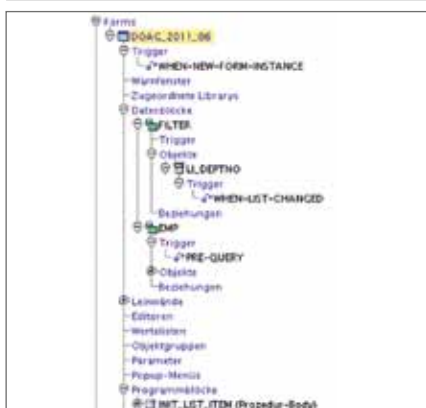 Forms
DOAG_2011_06
Trigger
WHEN-NEW-FORM-INSTANCE
Warnfenster
Zugeordnete Librarys
Datenblöcke
FILTER
Trigger
Objekte
LI_DEPTNO
Trigger
WHEN-LIST-CHANGED
Beziehungen
EMP
Trigger
PRE-QUERY
Objekte
Beziehungen
Leinwände
Editoren
Wertelisten
Objektgruppen
Parameter
Popup-Menüs
Programmblöcke
INIT_LIST_ITEM (Prozedur-Body)